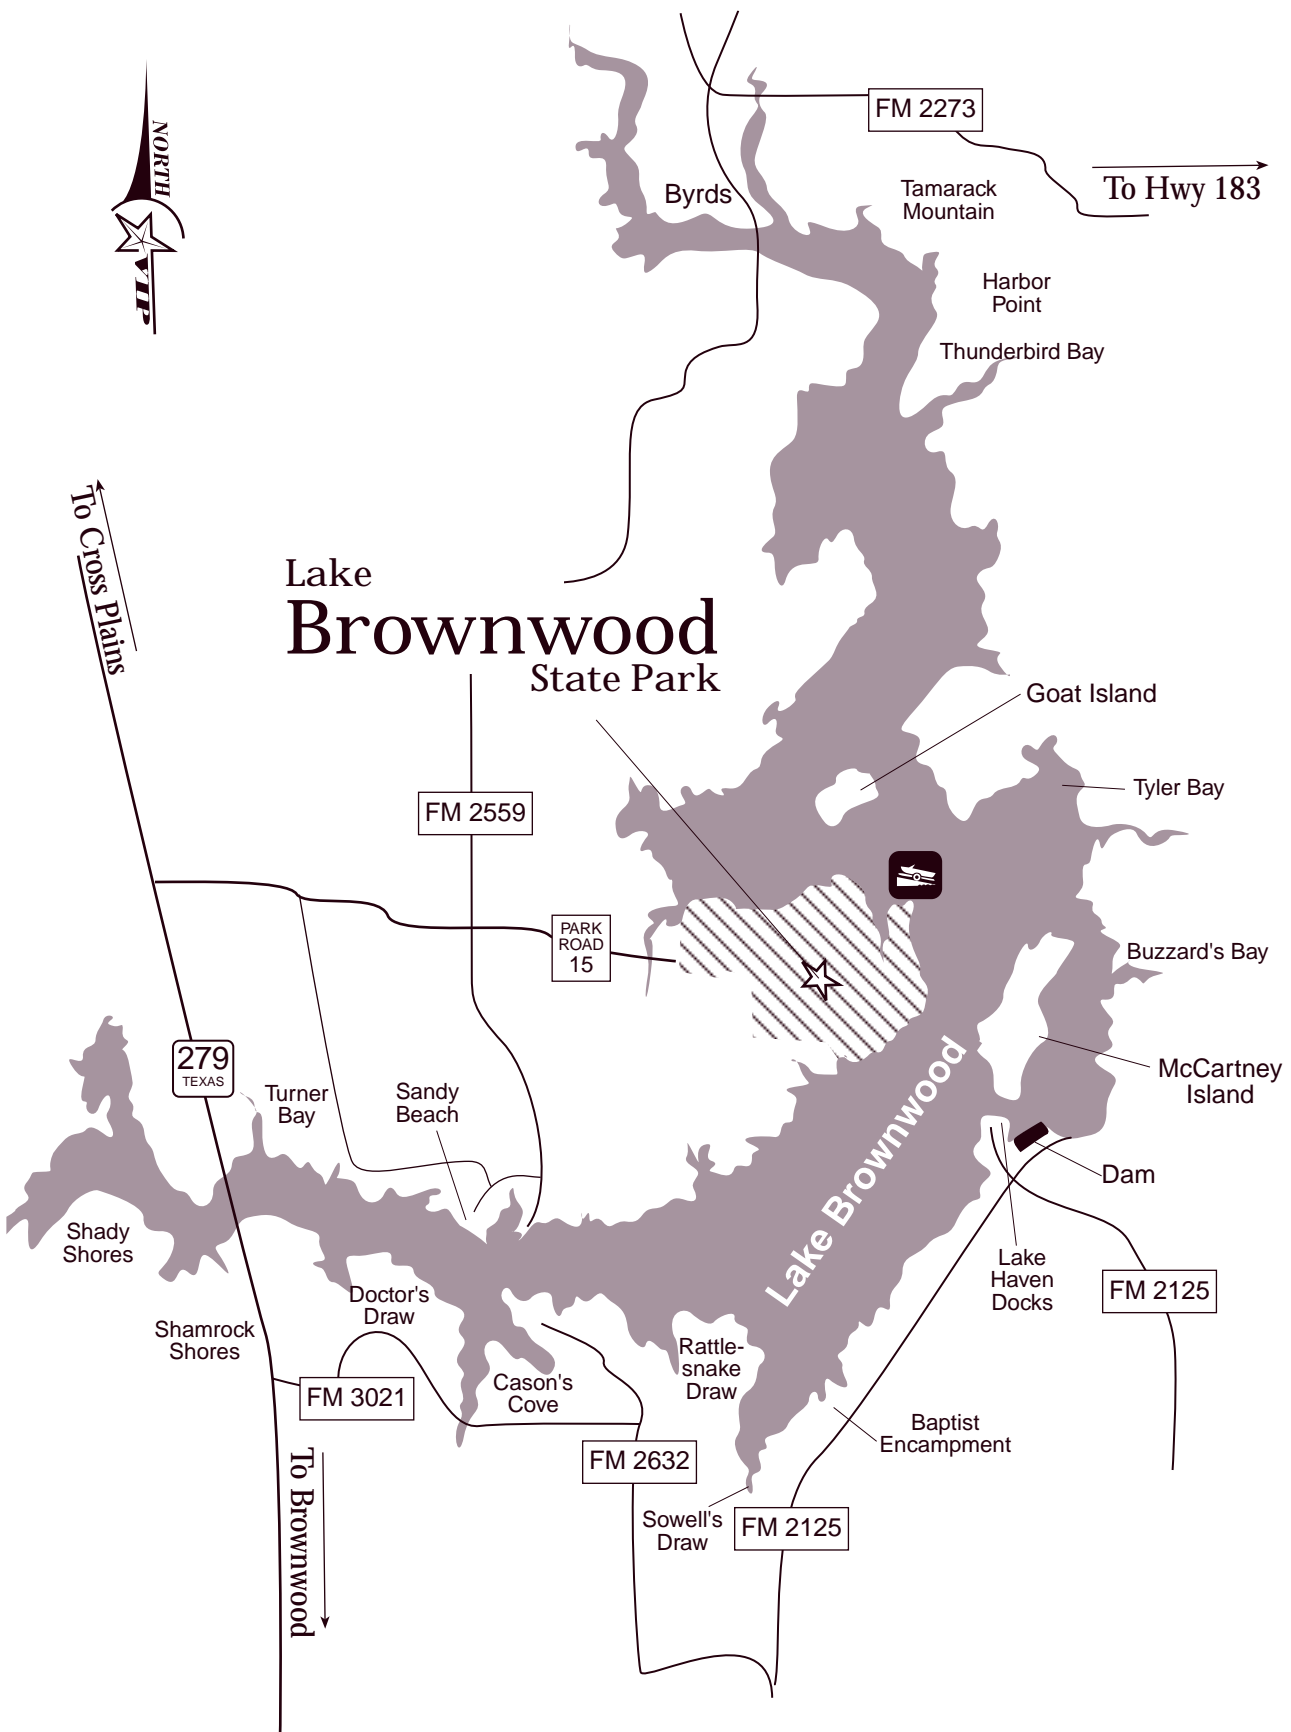 FM 2273
NORTH
VIP
To Hwy 183
Byrds
Tamarack
Mountain
Harbor
Point
Thunderbird Bay
To Cross Plains
Lake
Brownwood
State Park
Goat Island
Tyler Bay
FM 2559
PARK
ROAD
15
Buzzard's Bay
279
TEXAS
Turner
Bay
Sandy
Beach
McCartney
Island
Lake Brownwood
Dam
Shady
Shores
Lake
Haven
Docks
FM 2125
Doctor's
Draw
Shamrock
Shores
Rattle-
snake
Draw
FM 3021
Cason's
Cove
Baptist
Encampment
To Brownwood
FM 2632
Sowell's
Draw
FM 2125